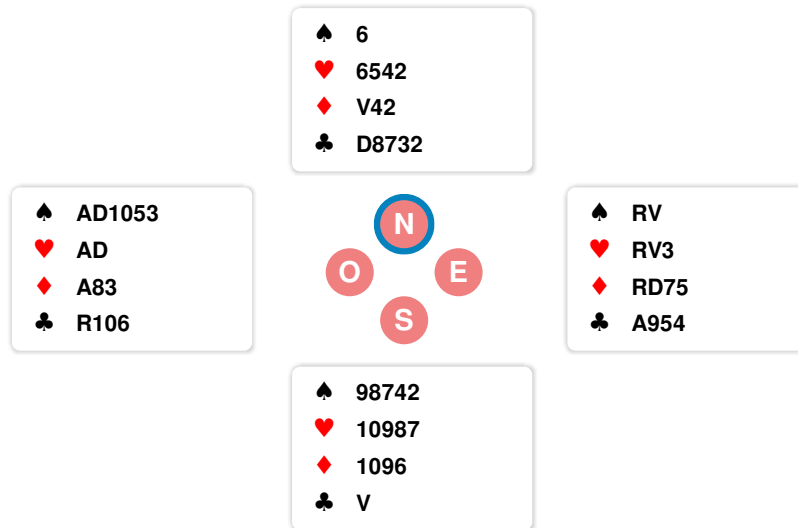 ♠ 6
♥ 6542
♦ V42
♣ D8732
♠ AD1053
♥ AD
♦ A83
♣ R106
N
O
E
S
♠ RV
♥ RV3
♦ RD75
♣ A954
♠ 98742
♥ 10987
♦ 1096
♣ V